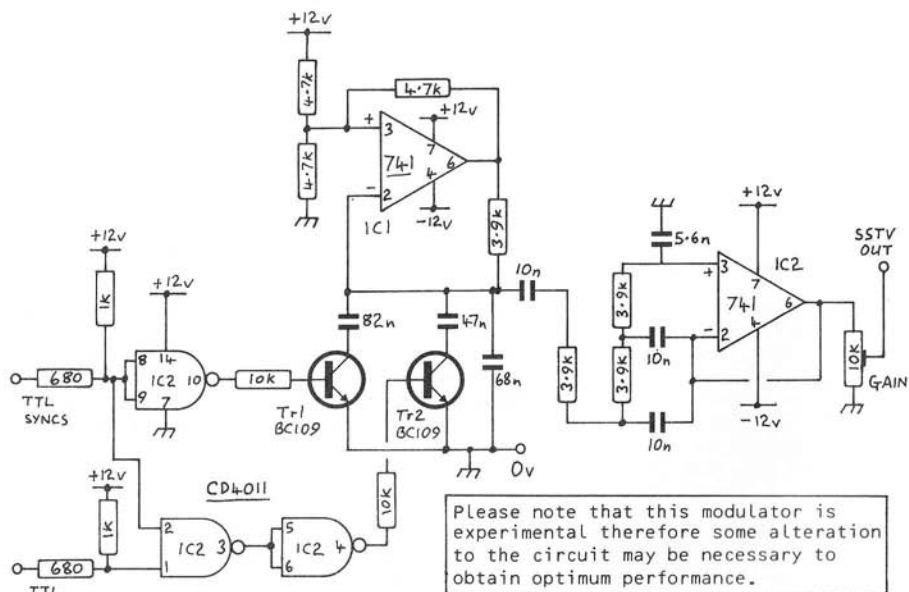 +12v
4.7k
4.7k
4.7k
+12v
+
3
7
741
6
4
-
2
-12v
IC1
3.9k
+12v
5.6n
IC2
SSTV
OUT
3
+
7
741
6
4
-
2
-12v
10k
GAIN
10n
3.9k
3.9k
3.9k
10n
10n
+12v
1k
+12v
8
14
IC2
10
9
7
680
TTL
SYNCS
10k
82n
47n
68n
Tr1
BC109
Tr2
BC109
0v
10k
CD4011
+12v
1k
2
IC2
3
1
5
IC2
4
6
680
TTL
Please note that this modulator is
experimental therefore some alteration
to the circuit may be necessary to
obtain optimum performance.